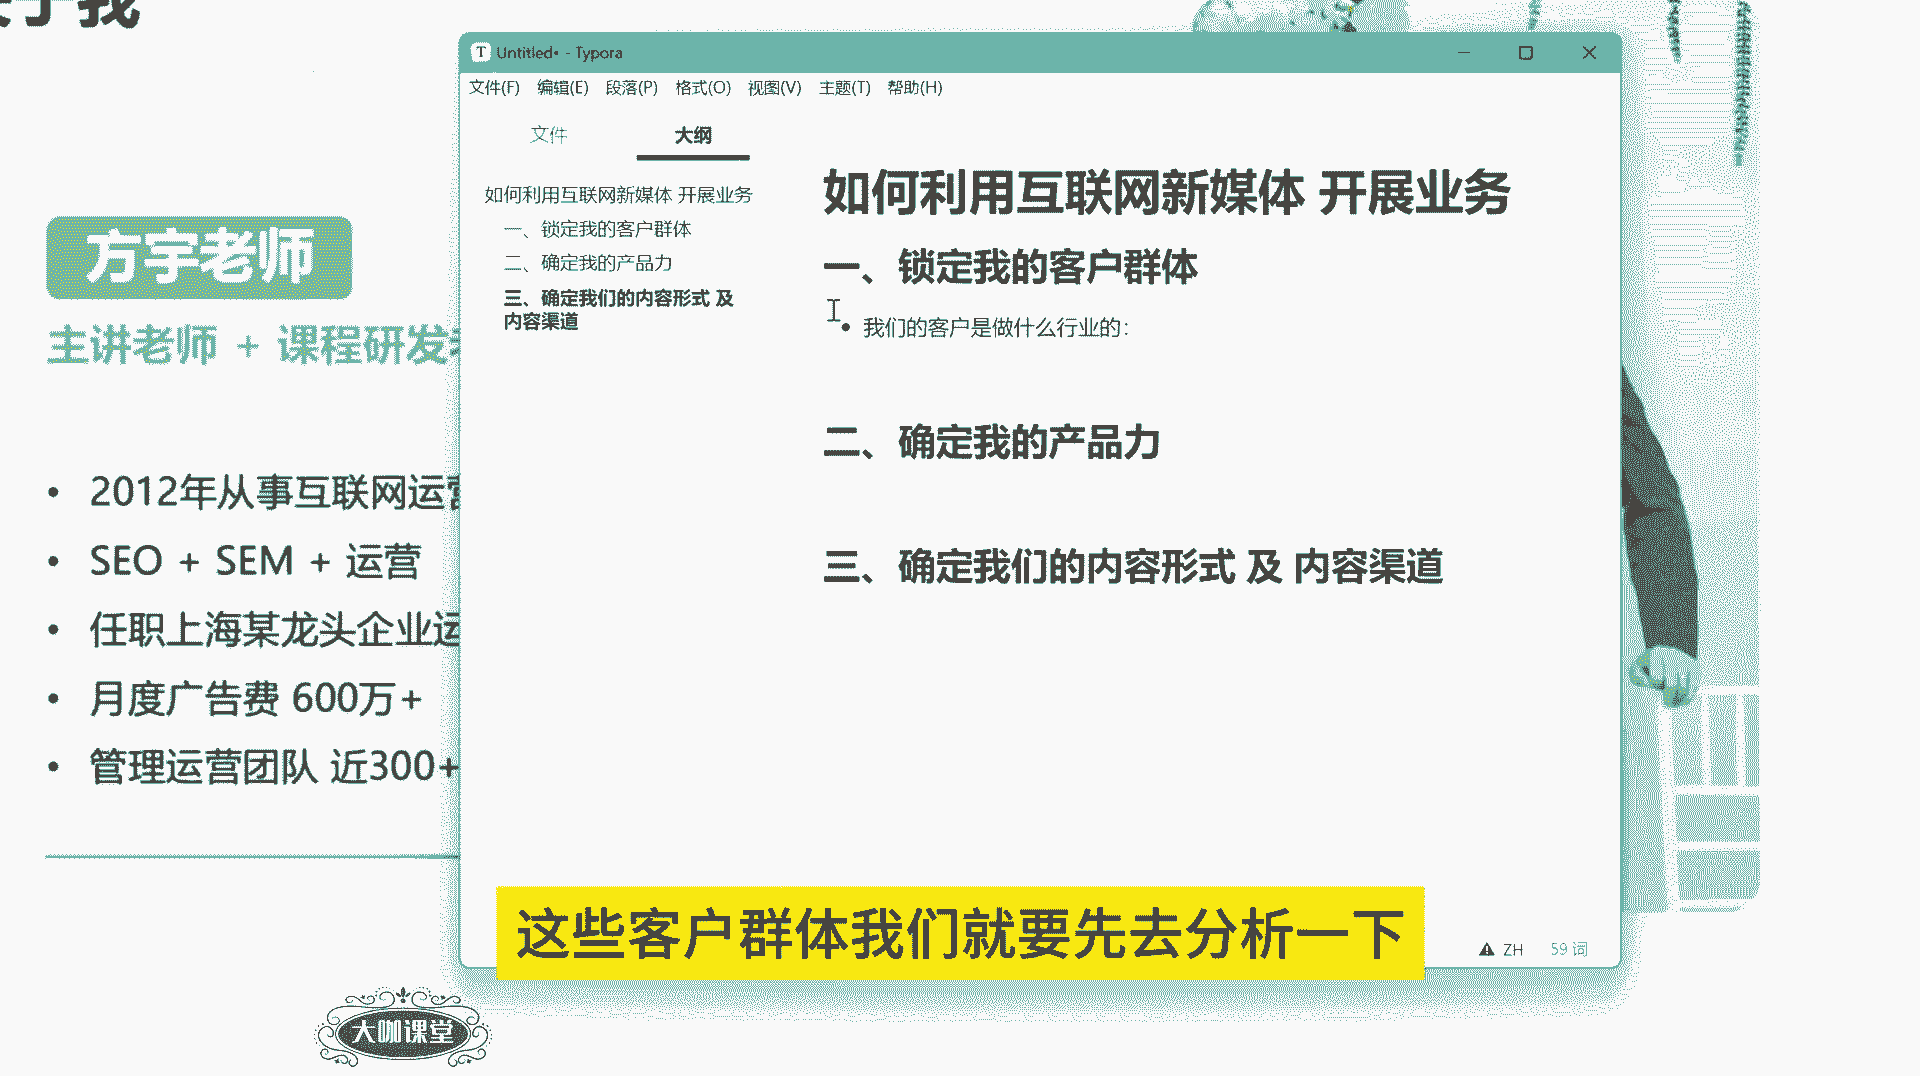 于我
方宇老师
主讲老师 + 课程研发
• 2012年从事互联网运营
• SEO + SEM + 运营
• 任职上海某龙头企业运
• 月度广告费 600万+
• 管理运营团队 近300+
T Untitled• - Typora
文件(F) 编辑(E) 段落(P) 格式(O) 视图(V) 主题(T) 帮助(H)
文件 大纲
如何利用互联网新媒体 开展业务
一、锁定我的客户群体
二、确定我的产品力
三、确定我们的内容形式 及
内容渠道
如何利用互联网新媒体 开展业务
一、锁定我的客户群体
• 我们的客户是做什么行业的：
二、确定我的产品力
三、确定我们的内容形式 及 内容渠道
这些客户群体我们就要先去分析一下
ZH 59 词
大咖课堂